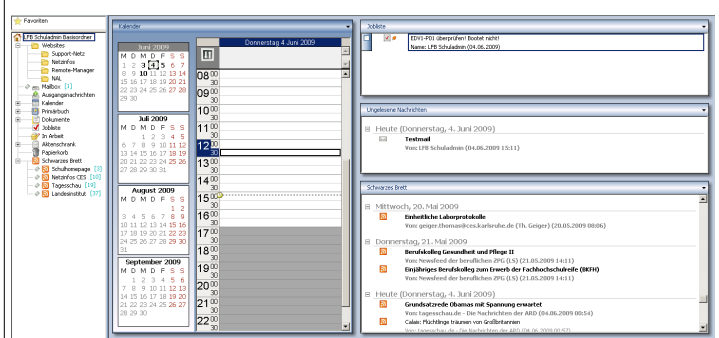 Favoriten
LFB Schuladmin Basisordner
Websites
Support-Netz
Netzinfos
Remote-Manager
NAL
Mailbox [1]
Ausgangsnachrichten
Kalender
Primärbuch
Dokumente
Jobliste
In Arbeit
Aktenschrank
Papierkorb
Schwarzes Brett
Schulhomepage [3]
Netzinfos CES [10]
Tagesschau [19]
Landesinstitut [37]
Kalender
Juni 2009
M D M D F S S
1 2 3 4 5 6 7
8 9 10 11 12 13 14
15 16 17 18 19 20 21
22 23 24 25 26 27 28
29 30
Juli 2009
M D M D F S S
1 2 3 4 5
6 7 8 9 10 11 12
13 14 15 16 17 18 19
20 21 22 23 24 25 26
27 28 29 30 31
August 2009
M D M D F S S
1 2
3 4 5 6 7 8 9
10 11 12 13 14 15 16
17 18 19 20 21 22 23
24 25 26 27 28 29 30
31
September 2009
M D M D F S S
1 2 3 4 5 6
7 8 9 10 11 12 13
14 15 16 17 18 19 20
21 22 23 24 25 26 27
28 29 30
Donnerstag 4 Juni 2009
08 00
30
09 00
30
10 00
30
11 00
30
12 00
30
13 00
30
14 00
30
15 00
30
16 00
30
17 00
30
18 00
30
19 00
30
20 00
30
21 00
30
22 00
30
Jobliste
EDV1-P01 überprüfen! Bootet nicht!
Name: LFB Schuladmin (04.06.2009)
Ungelesene Nachrichten
Heute (Donnerstag, 4. Juni 2009)
Testmail
Von: LFB Schuladmin (04.06.2009 13:11)
Schwarzes Brett
Mittwoch, 20. Mai 2009
Einheitliche Laborprotokolle
Von: geiger.thomas@ces.karlsruhe.de (Th. Geiger) (20.05.2009 08:06)
Donnerstag, 21. Mai 2009
Berufskolleg Gesundheit und Pflege II
Von: Newsfeed der beruflichen ZPG (LS) (21.05.2009 14:11)
Einjähriges Berufskolleg zum Erwerb der Fachhochschulreife (BKFH)
Von: Newsfeed der beruflichen ZPG (LS) (21.05.2009 14:11)
Heute (Donnerstag, 4. Juni 2009)
Grundsatzrede Obamas mit Spannung erwartet
Von: tagesschau.de - Die Nachrichten der ARD (04.06.2009 00:54)
Calais: Flüchtlinge träumen von Großbritannien
Von: tagesschau.de - Die Nachrichten der ARD (04.06.2009 00:57)